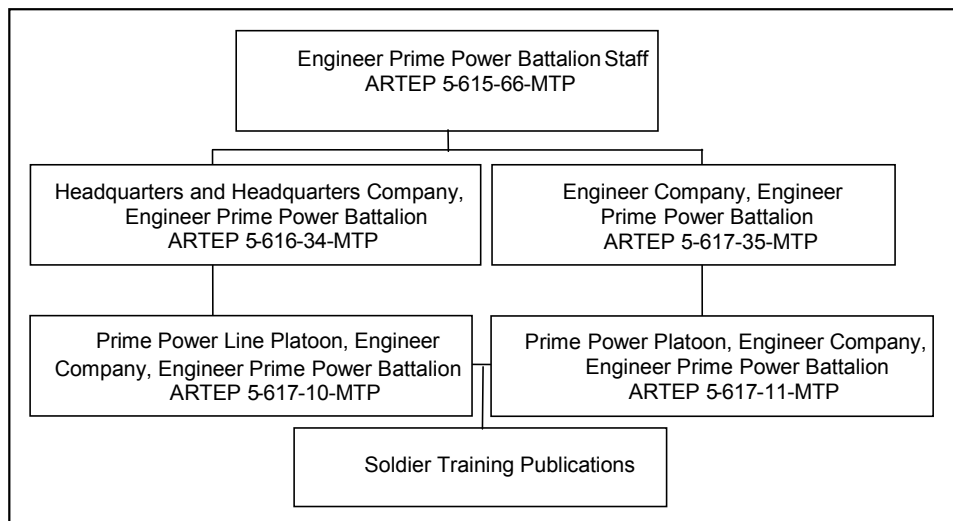 Engineer Prime Power Battalion Staff
ARTEP 5-615-66-MTP
Headquarters and Headquarters Company,
Engineer Prime Power Battalion
ARTEP 5-616-34-MTP
Engineer Company, Engineer
Prime Power Battalion
ARTEP 5-617-35-MTP
Prime Power Line Platoon, Engineer
Company, Engineer Prime Power Battalion
ARTEP 5-617-10-MTP
Prime Power Platoon, Engineer Company,
Engineer Prime Power Battalion
ARTEP 5-617-11-MTP
Soldier Training Publications